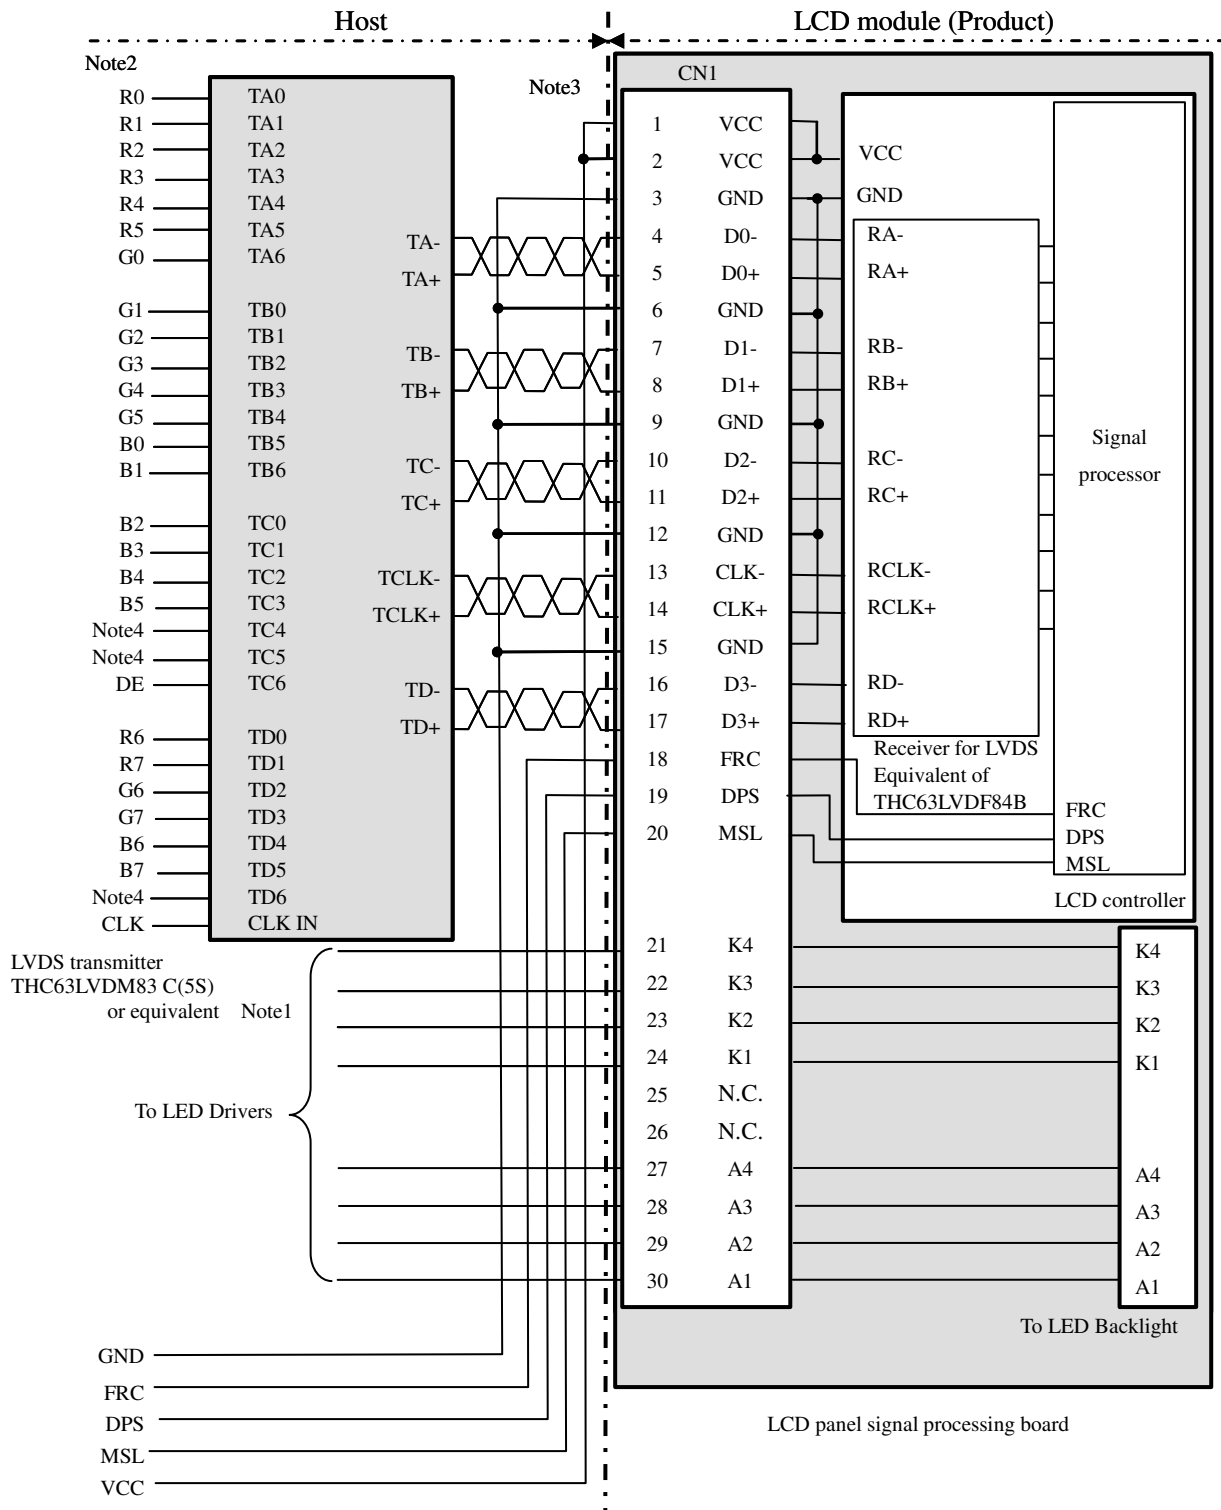 Host
LCD module (Product)
Note2
Note3
CN1
R0 TA0
R1 TA1
R2 TA2
R3 TA3
R4 TA4
R5 TA5
G0 TA6
G1 TB0
G2 TB1
G3 TB2
G4 TB3
G5 TB4
B0 TB5
B1 TB6
B2 TC0
B3 TC1
B4 TC2
B5 TC3
Note4 TC4
Note4 TC5
DE TC6
R6 TD0
R7 TD1
G6 TD2
G7 TD3
B6 TD4
B7 TD5
Note4 TD6
CLK CLK IN
TA-
TA+
TB-
TB+
TC-
TC+
TCLK-
TCLK+
TD-
TD+
LVDS transmitter
THC63LVDM83 C(5S)
or equivalent Note1
To LED Drivers
GND
FRC
DPS
MSL
VCC
1 VCC
2 VCC
3 GND
4 D0-
5 D0+
6 GND
7 D1-
8 D1+
9 GND
10 D2-
11 D2+
12 GND
13 CLK-
14 CLK+
15 GND
16 D3-
17 D3+
18 FRC
19 DPS
20 MSL
21 K4
22 K3
23 K2
24 K1
25 N.C.
26 N.C.
27 A4
28 A3
29 A2
30 A1
VCC
GND
RA-
RA+
RB-
RB+
RC-
RC+
RCLK-
RCLK+
RD-
RD+
Receiver for LVDS
Equivalent of
THC63LVDF84B
Signal
processor
FRC
DPS
MSL
LCD controller
K4
K3
K2
K1
A4
A3
A2
A1
To LED Backlight
LCD panel signal processing board